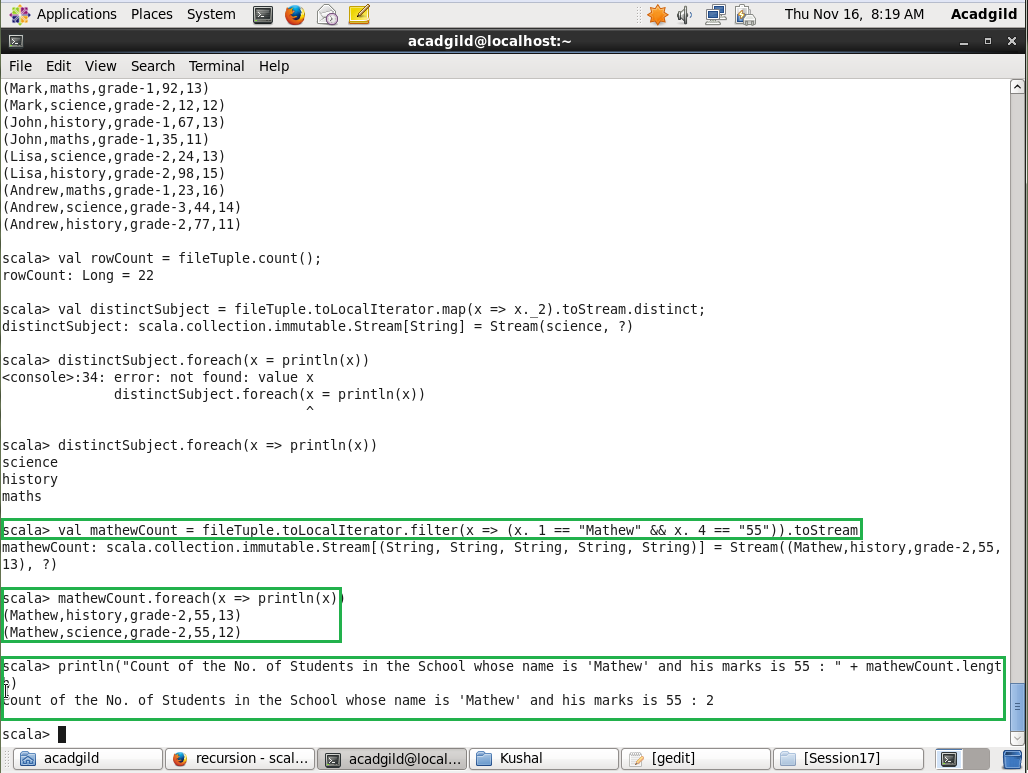 Applications Places System Thu Nov 16, 8:19 AM Acadgild
acadgild@localhost:~
File Edit View Search Terminal Help
(Mark,maths,grade-1,92,13)
(Mark,science,grade-2,12,12)
(John,history,grade-1,67,13)
(John,maths,grade-1,35,11)
(Lisa,science,grade-2,24,13)
(Lisa,history,grade-2,98,15)
(Andrew,maths,grade-1,23,16)
(Andrew,science,grade-3,44,14)
(Andrew,history,grade-2,77,11)
scala> val rowCount = fileTuple.count();
rowCount: Long = 22
scala> val distinctSubject = fileTuple.toLocalIterator.map(x => x._2).toStream.distinct;
distinctSubject: scala.collection.immutable.Stream[String] = Stream(science, ?)
scala> distinctSubject.foreach(x = println(x))
<console>:34: error: not found: value x
distinctSubject.foreach(x = println(x))
^
scala> distinctSubject.foreach(x => println(x))
science
history
maths
scala> val mathewCount = fileTuple.toLocalIterator.filter(x => (x._1 == "Mathew" && x._4 == "55")).toStream
mathewCount: scala.collection.immutable.Stream[(String, String, String, String, String)] = Stream((Mathew,history,grade-2,55,
13), ?)
scala> mathewCount.foreach(x => println(x))
(Mathew,history,grade-2,55,13)
(Mathew,science,grade-2,55,12)
scala> println("Count of the No. of Students in the School whose name is 'Mathew' and his marks is 55 : " + mathewCount.lengt
h)
Count of the No. of Students in the School whose name is 'Mathew' and his marks is 55 : 2
scala>
acadgild recursion - scal... acadgild@local... Kushal [gedit] [Session17]